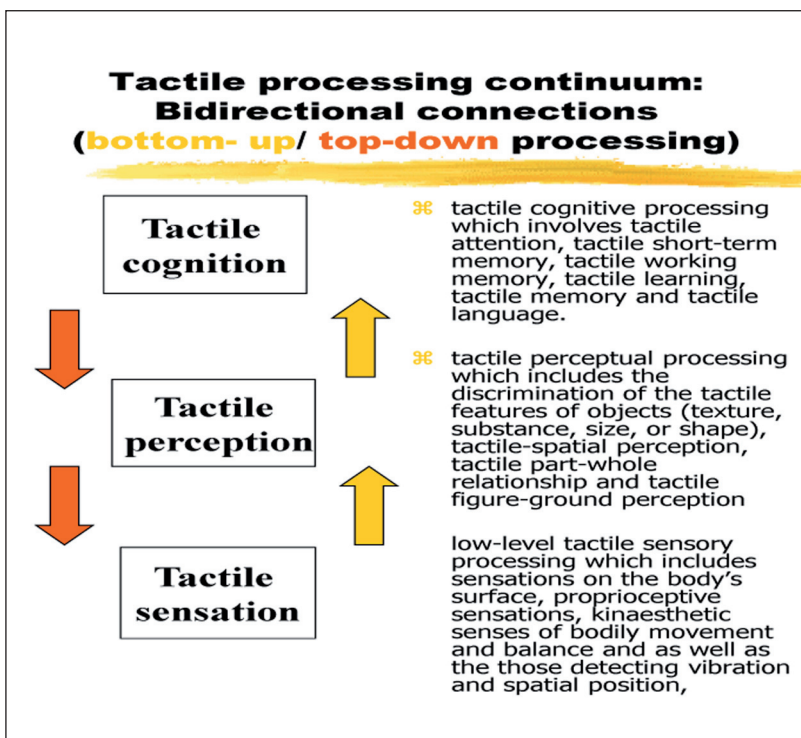 Tactile processing continuum:
Bidirectional connections
(bottom- up/ top-down processing)
Tactile
cognition
⌘ tactile cognitive processing
which involves tactile
attention, tactile short-term
memory, tactile working
memory, tactile learning,
tactile memory and tactile
language.
Tactile
perception
⌘ tactile perceptual processing
which includes the
discrimination of the tactile
features of objects (texture,
substance, size, or shape),
tactile-spatial perception,
tactile part-whole
relationship and tactile
figure-ground perception
Tactile
sensation
low-level tactile sensory
processing which includes
sensations on the body’s
surface, proprioceptive
sensations, kinaesthetic
senses of bodily movement
and balance and as well as
the those detecting vibration
and spatial position,